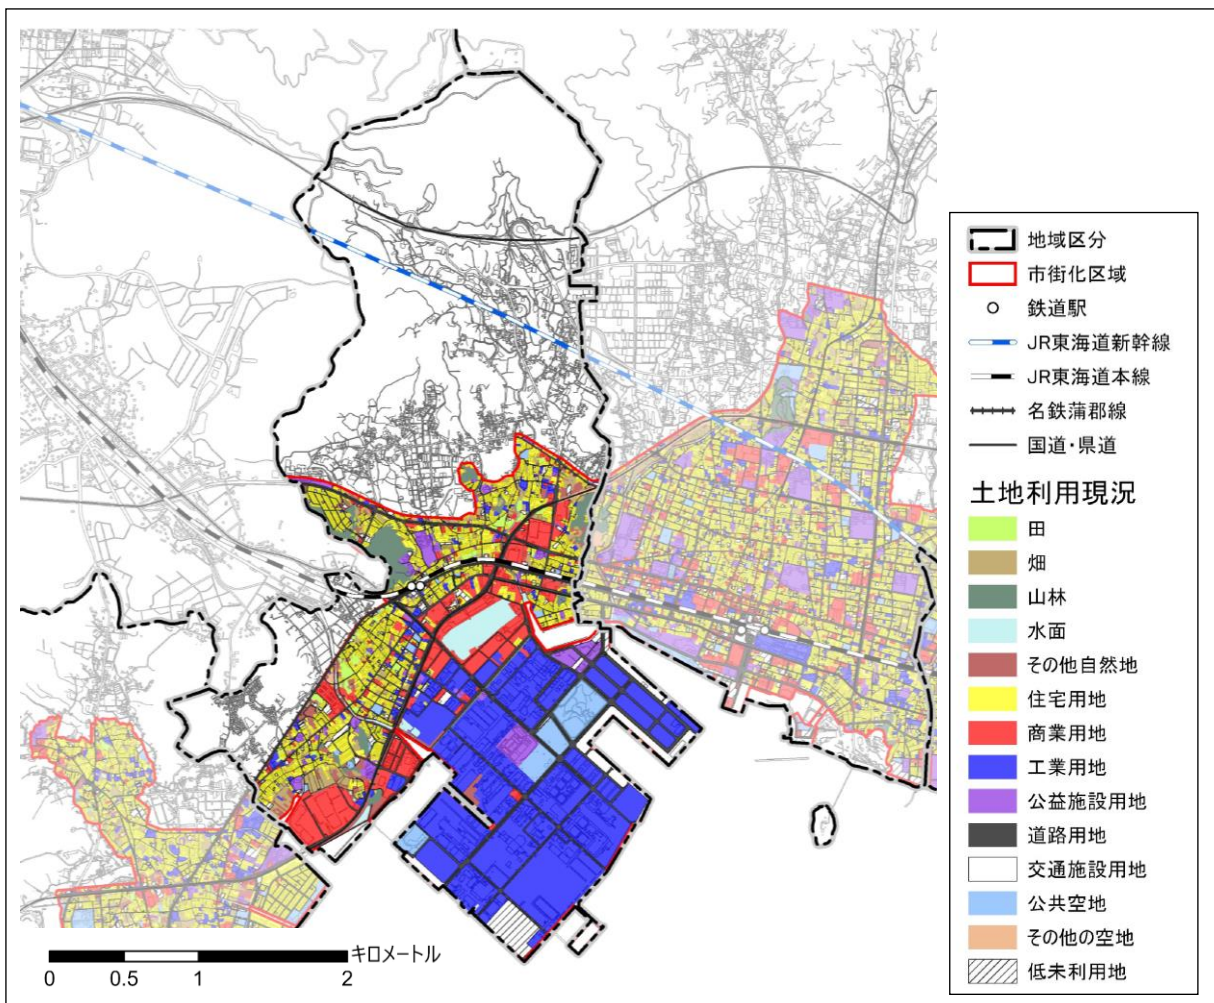 地域区分
市街化区域
鉄道駅
JR東海道新幹線
JR東海道本線
名鉄蒲郡線
国道・県道
土地利用現況
田
畑
山林
水面
その他自然地
住宅用地
商業用地
工業用地
公益施設用地
道路用地
交通施設用地
公共空地
その他の空地
低未利用地
キロメートル
0 0.5 1 2